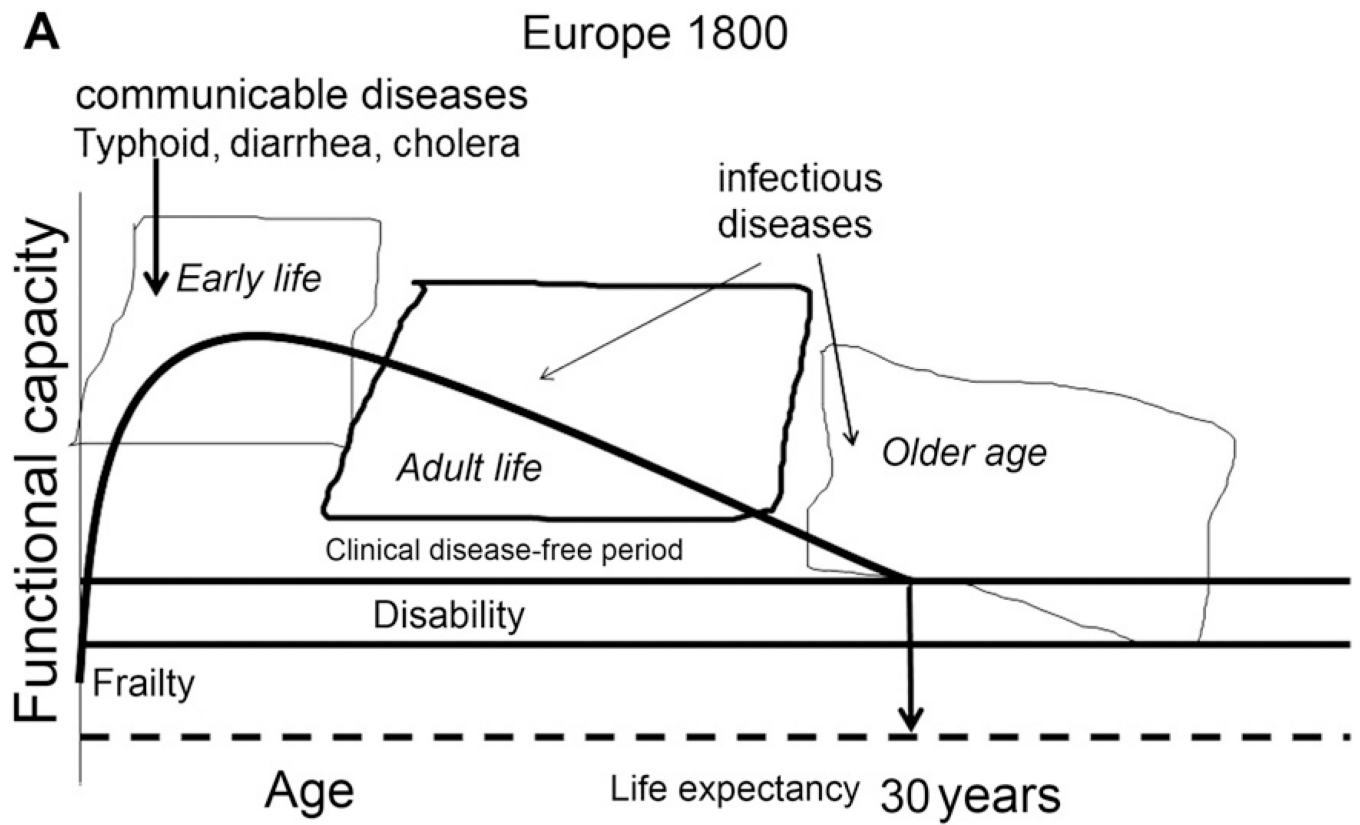 A
Europe 1800
communicable diseases
Typhoid, diarrhea, cholera
infectious
diseases
Early life
Functional capacity
Adult life
Older age
Clinical disease-free period
Disability
Frailty
Age
Life expectancy 30 years